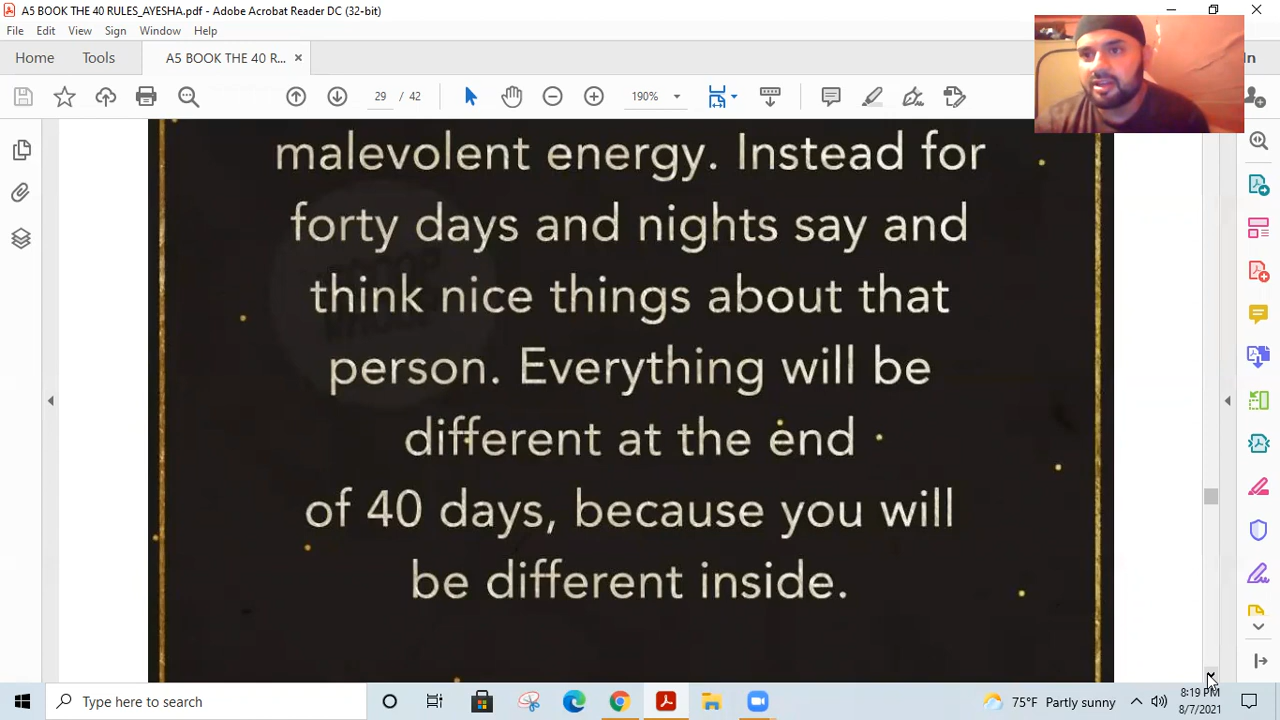 A5 BOOK THE 40 RULES_AYESHA.pdf - Adobe Acrobat Reader DC (32-bit)
File Edit View Sign Window Help
Home Tools A5 BOOK THE 40 R... In
29 / 42 190%
malevolent energy. Instead for
forty days and nights say and
think nice things about that
person. Everything will be
different at the end
of 40 days, because you will
be different inside.
Type here to search
75°F Partly sunny
8:19 PM
8/7/2021